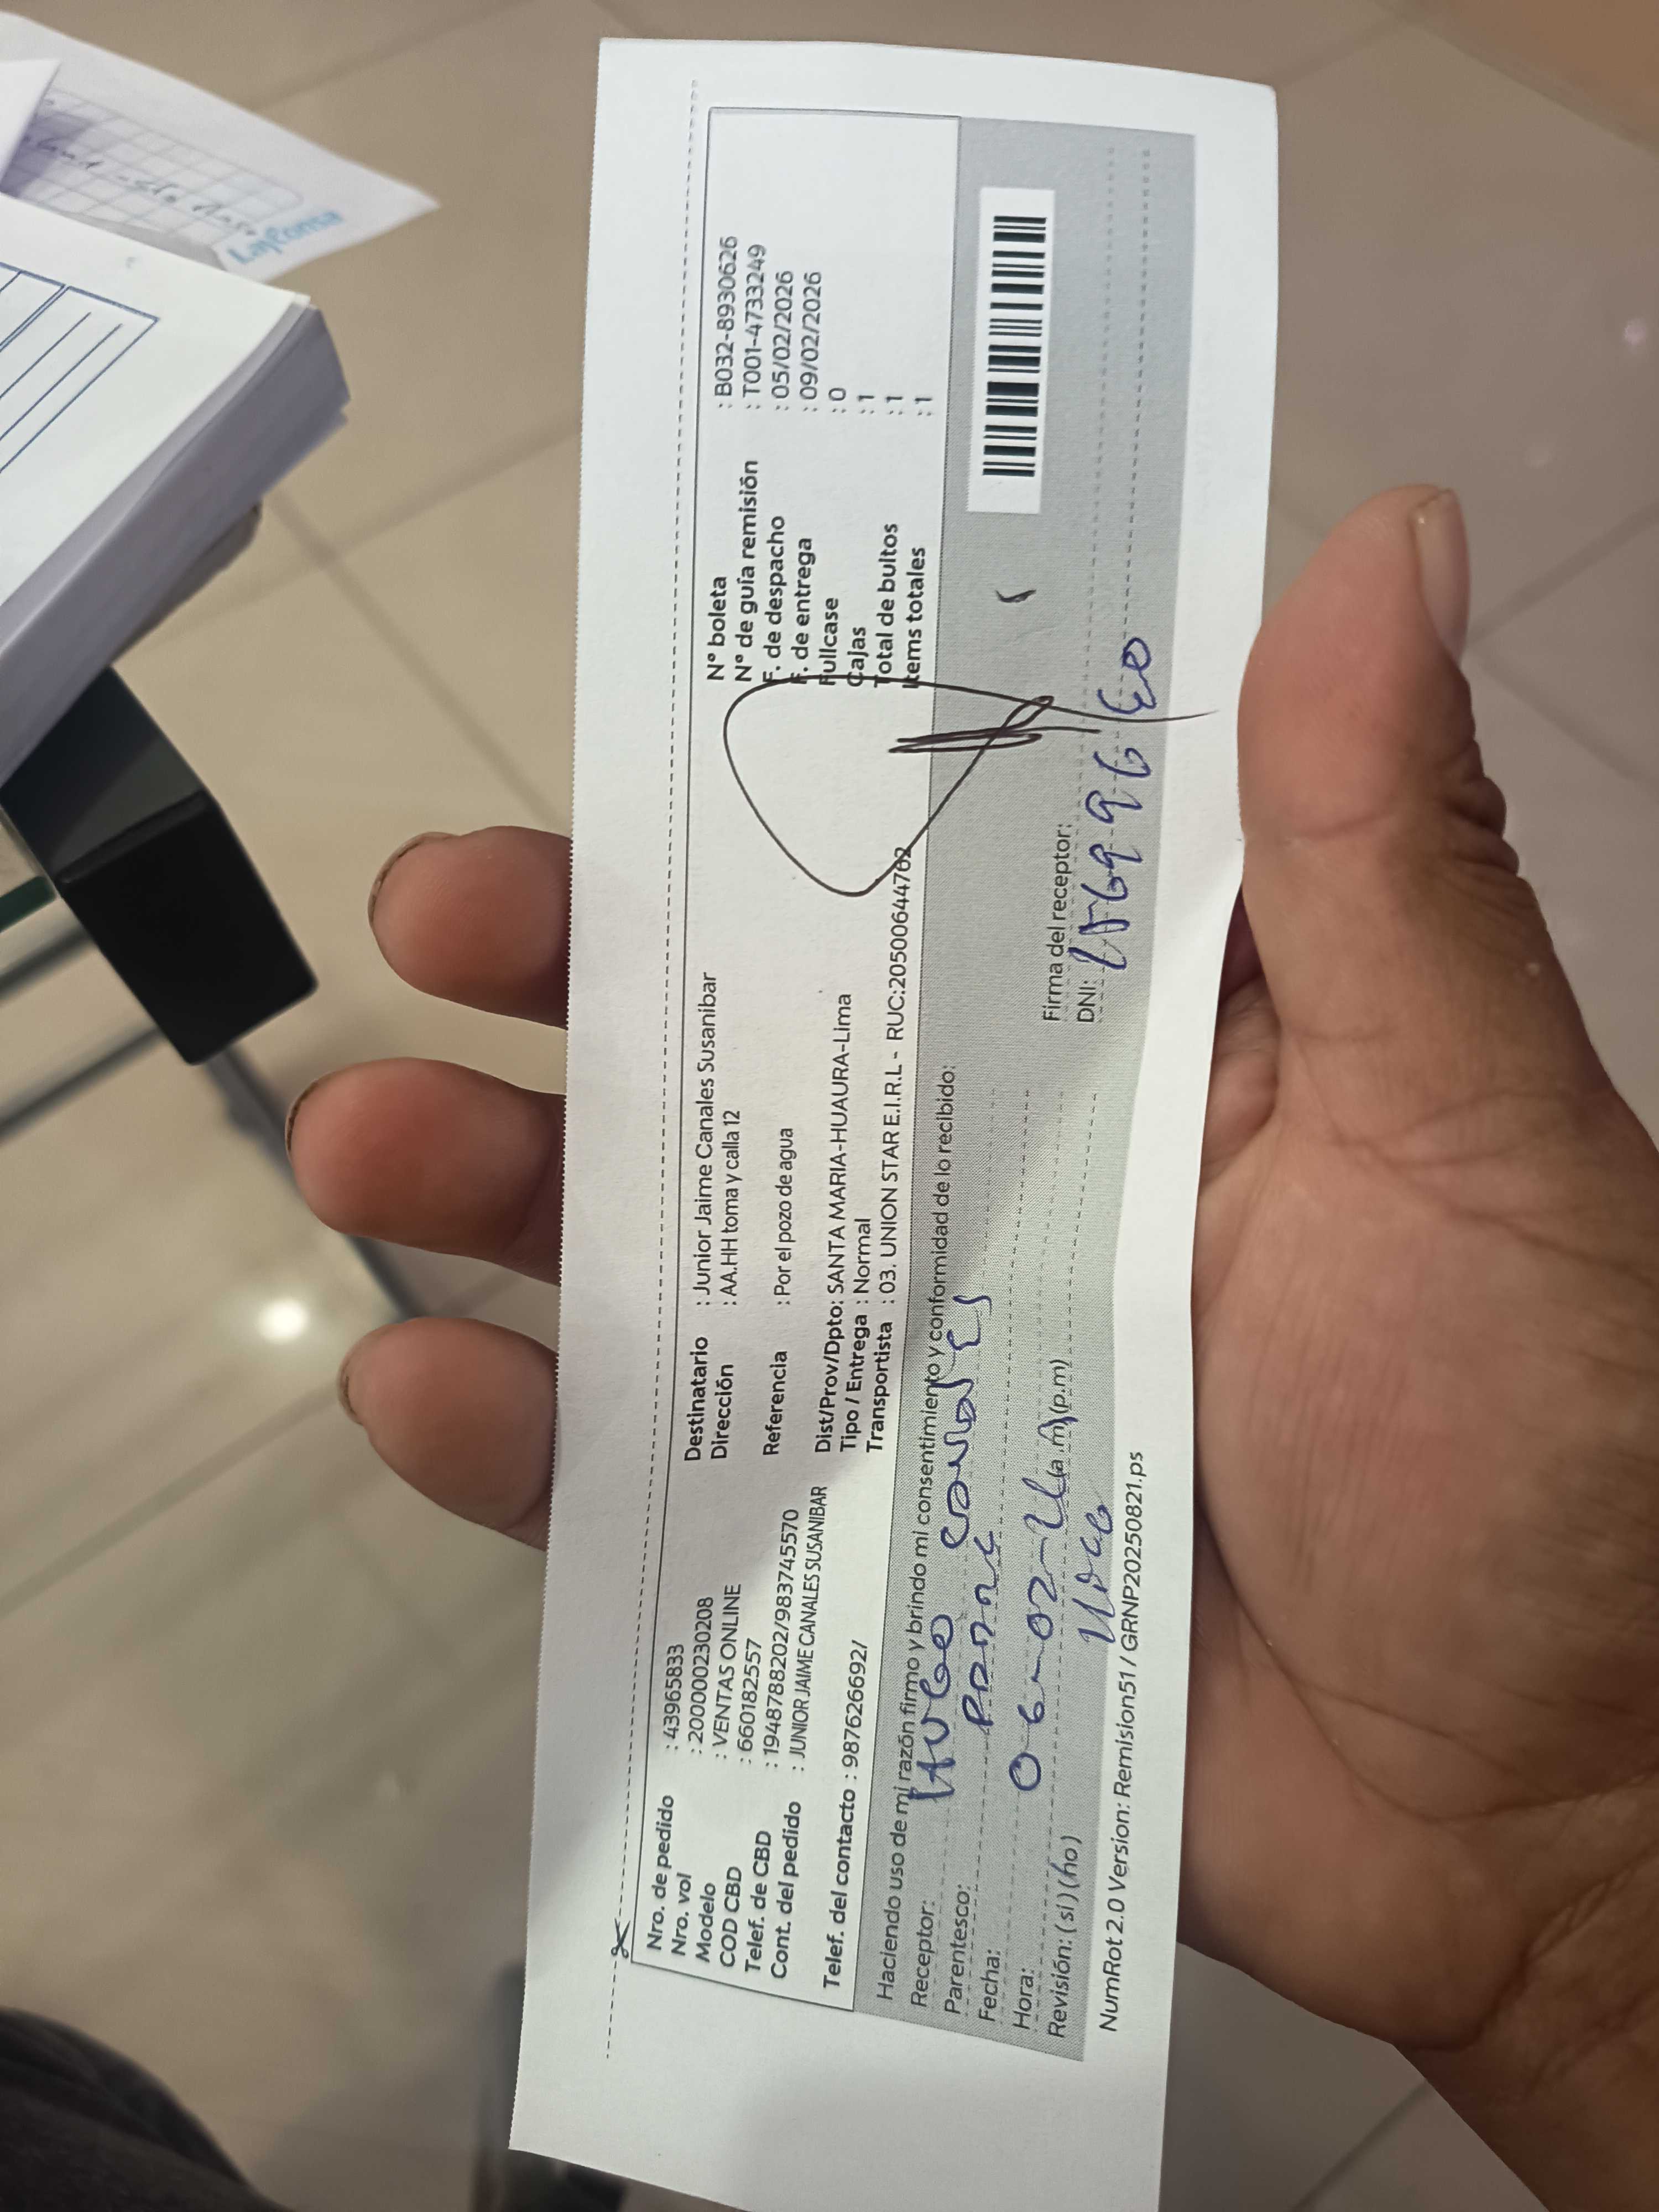 Nro. de pedido : 43965833
Nro. vol : 200000230208
Modelo : VENTAS ONLINE
COD CBD : 660182557
Telef. de CBD : 1948788202/983745570
Cont. del pedido : JUNIOR JAIME CANALES SUSANIBAR
Telef. del contacto : 987626692/
Destinatario : Junior Jaime Canales Susanibar
Dirección : AA.HH toma y calla 12
Referencia : Por el pozo de agua
Dist/Prov/Dpto: SANTA MARIA-HUAURA-Lima
Tipo / Entrega : Normal
Transportista : 03. UNION STAR E.I.R.L - RUC:20500644762
N° boleta : B032-8930626
N° de guía remisión : T001-4733249
F. de despacho : 05/02/2026
F. de entrega : 09/02/2026
Fullcase : 0
Cajas : 1
Total de bultos : 1
Items totales : 1
Haciendo uso de mi razón firmo y brindo mi consentimiento y conformidad de lo recibido:
Receptor: Hugo Canales
Parentesco: Padre
Fecha:
Hora: (a.m)(p.m)
Revisión: (si) (no)
Firma del receptor:
DNI:
NumRot 2.0 Version: Remision51 / GRNP20250821.ps
LapConsa